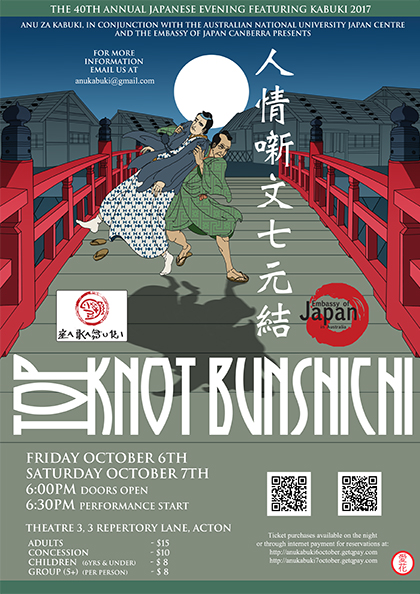 THE 40TH ANNUAL JAPANESE EVENING FEATURING KABUKI 2017
ANU ZA KABUKI, IN CONJUNCTION WITH THE AUSTRALIAN NATIONAL UNIVERSITY JAPAN CENTRE
AND THE EMBASSY OF JAPAN CANBERRA PRESENTS
FOR MORE
INFORMATION
EMAIL US AT
anukabuki@gmail.com
人情噺文七元結
Embassy of
Japan
in Australia
TOP KNOT BUNSHICHI
FRIDAY OCTOBER 6TH
SATURDAY OCTOBER 7TH
6:00PM DOORS OPEN
6:30PM PERFORMANCE START
THEATRE 3, 3 REPERTORY LANE, ACTON
ADULTS - $15
CONCESSION - $10
CHILDREN (6YRS & UNDER) - $ 8
GROUP (5+) (PER PERSON) - $ 8
Ticket purchases available on the night
or through internet payment for reservations at:
http://anukabuki6october.getqpay.com
http://anukabuki7october.getqpay.com